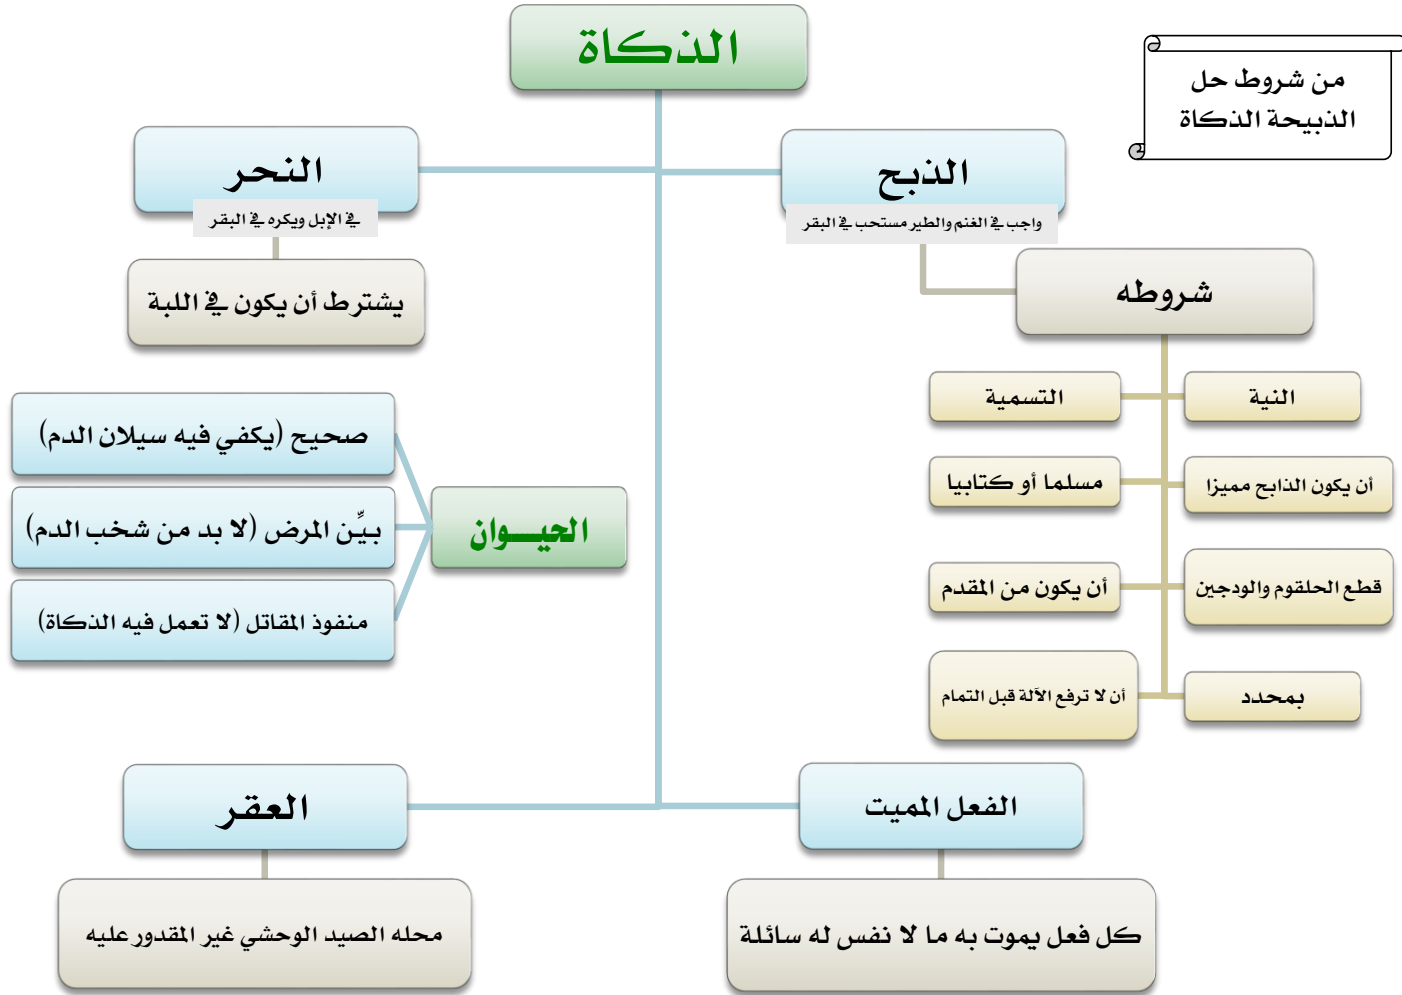 الذكاة
من شروط حل
الذبيحة الذكاة
الذبح
واجب في الغنم والطير مستحب في البقر
النحر
في الإبل ويكره في البقر
يشترط أن يكون في اللبة
شروطه
النية
التسمية
أن يكون الذابح مميزا
مسلما أو كتابيا
قطع الحلقوم والودجين
أن يكون من المقدم
بمحدد
أن لا ترفع الآلة قبل التمام
الحيــوان
صحيح (يكفي فيه سيلان الدم)
بيِّن المرض (لا بد من شخب الدم)
منفوذ المقاتل (لا تعمل فيه الذكاة)
الفعل المميت
كل فعل يموت به ما لا نفس له سائلة
العقر
محله الصيد الوحشي غير المقدور عليه